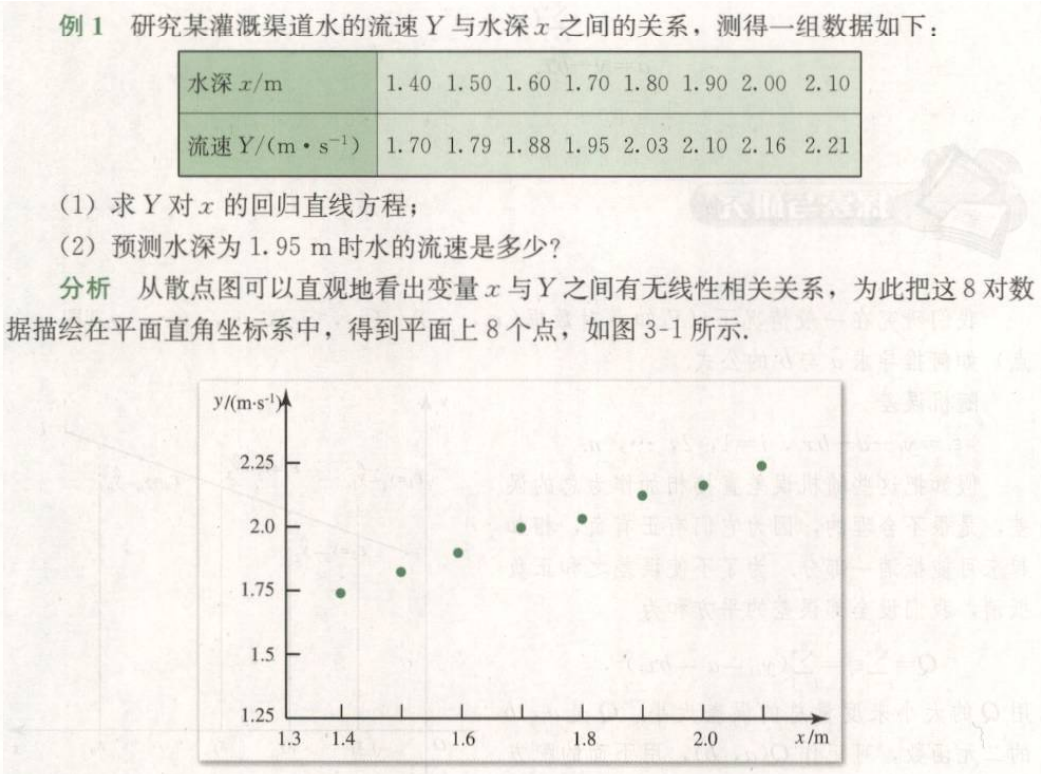 例 1 研究某灌溉渠道水的流速 Y 与水深 x 之间的关系，测得一组数据如下：
水深 x/m 1.40 1.50 1.60 1.70 1.80 1.90 2.00 2.10
流速 Y/(m·s⁻¹) 1.70 1.79 1.88 1.95 2.03 2.10 2.16 2.21
(1) 求 Y 对 x 的回归直线方程；
(2) 预测水深为 1.95 m 时水的流速是多少?
分析 从散点图可以直观地看出变量 x 与 Y 之间有无线性相关关系，为此把这 8 对数
据描绘在平面直角坐标系中，得到平面上 8 个点，如图 3-1 所示.
y/(m·s⁻¹)
2.25
2.0
1.75
1.5
1.25
1.3 1.4 1.6 1.8 2.0 x/m